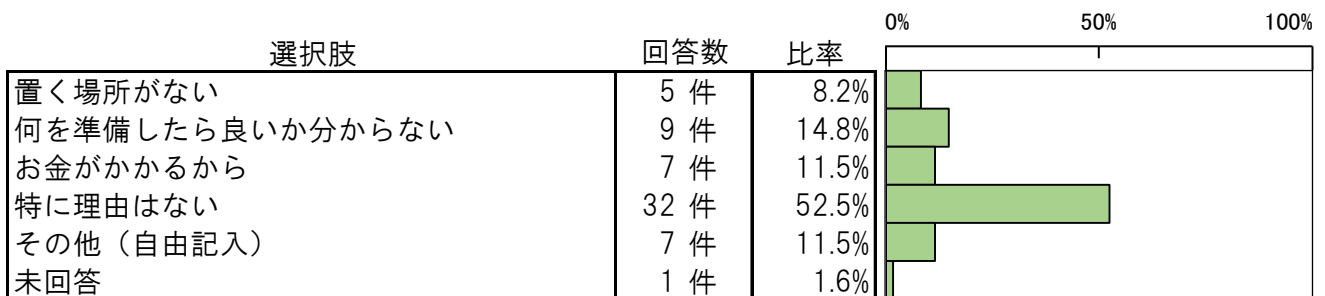 0% 50% 100%
選択肢 回答数 比率
置く場所がない 5 件 8.2%
何を準備したら良いか分からない 9 件 14.8%
お金がかかるから 7 件 11.5%
特に理由はない 32 件 52.5%
その他（自由記入） 7 件 11.5%
未回答 1 件 1.6%